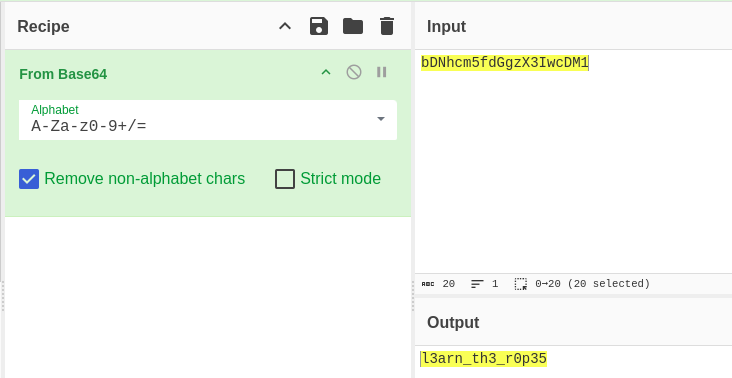 Recipe
From Base64
Alphabet
A-Za-z0-9+/=
Remove non-alphabet chars
Strict mode
Input
bDNhcm5fdGgzX3IwcDM1
ABC 20 1 0→20 (20 selected)
Output
l3arn_th3_r0p35